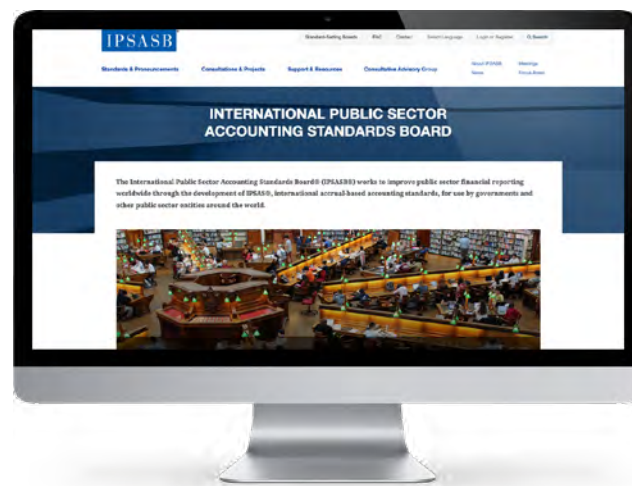 IPSASB
Standard-Setting Boards IFAC Contact Select Language Login or Register Search
Standards & Pronouncements Consultations & Projects Support & Resources Consultative Advisory Group About IPSASB Meetings
News Focus Areas
INTERNATIONAL PUBLIC SECTOR
ACCOUNTING STANDARDS BOARD
The International Public Sector Accounting Standards Board® (IPSASB®) works to improve public sector financial reporting
worldwide through the development of IPSAS®, international accrual-based accounting standards, for use by governments and
other public sector entities around the world.